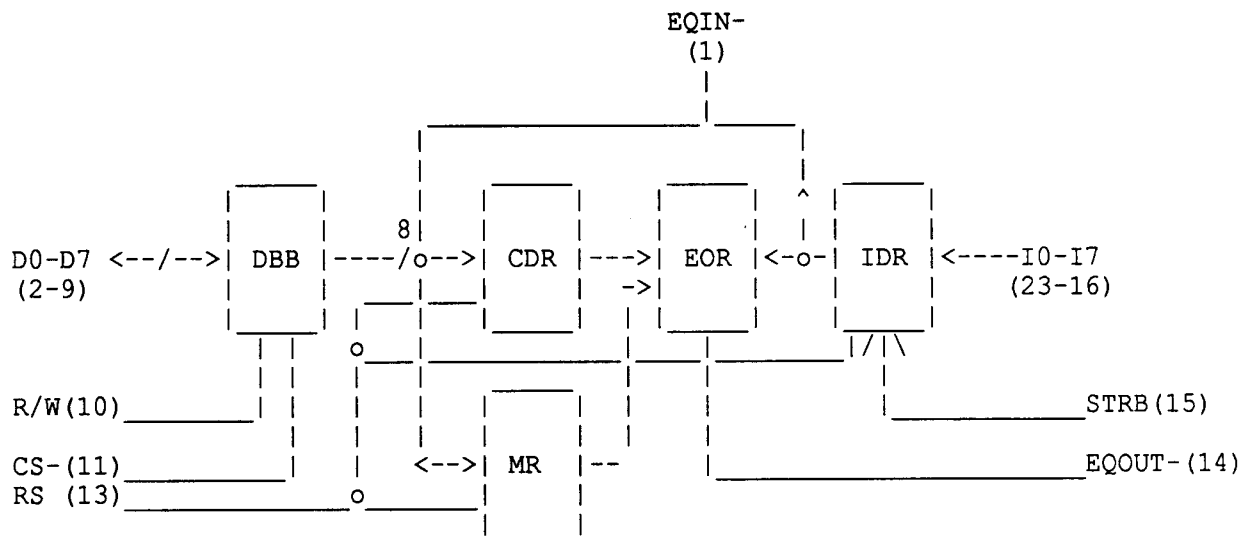 EQIN-
(1)
8
D0-D7 <--/--> DBB ----/o--> CDR ---> EOR <-o- IDR <----I0-I7
(2-9) -> (23-16)
o
R/W(10) STRB(15)
CS-(11) <--> MR -- EQOUT-(14)
RS (13) o